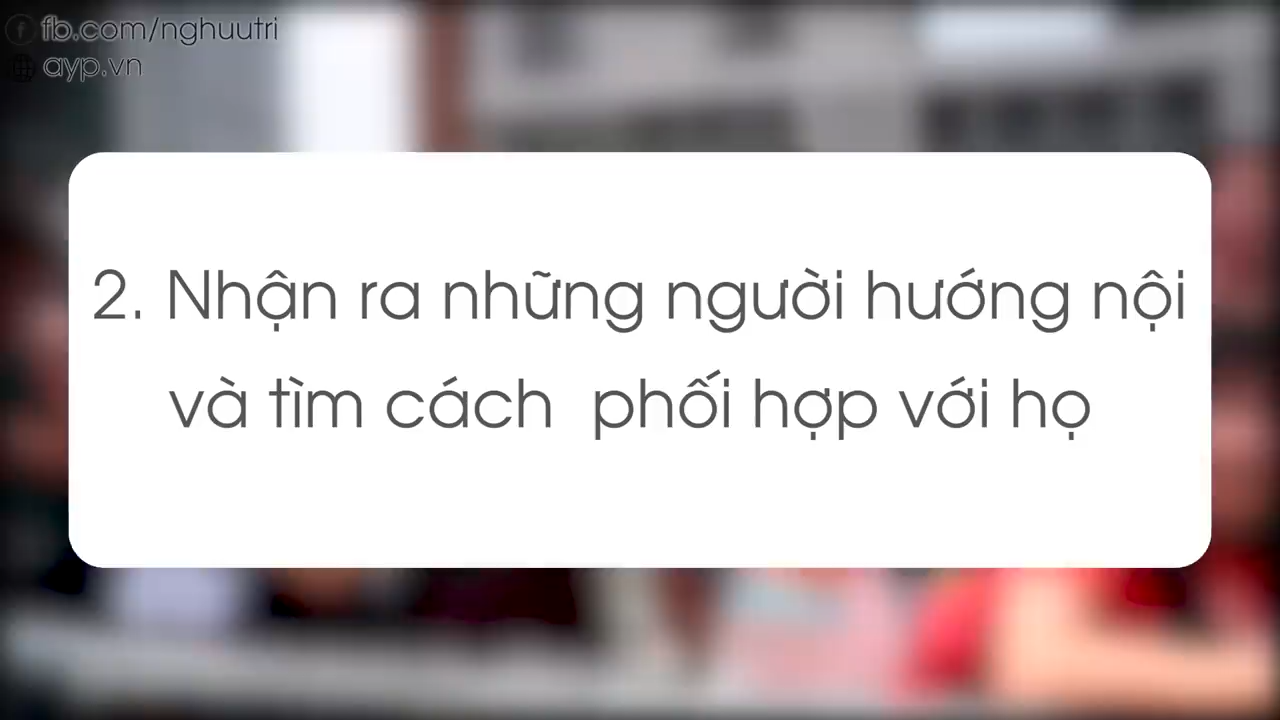 fb.com/nghuutri
ayp.vn
2. Nhận ra những người hướng nội
và tìm cách phối hợp với họ